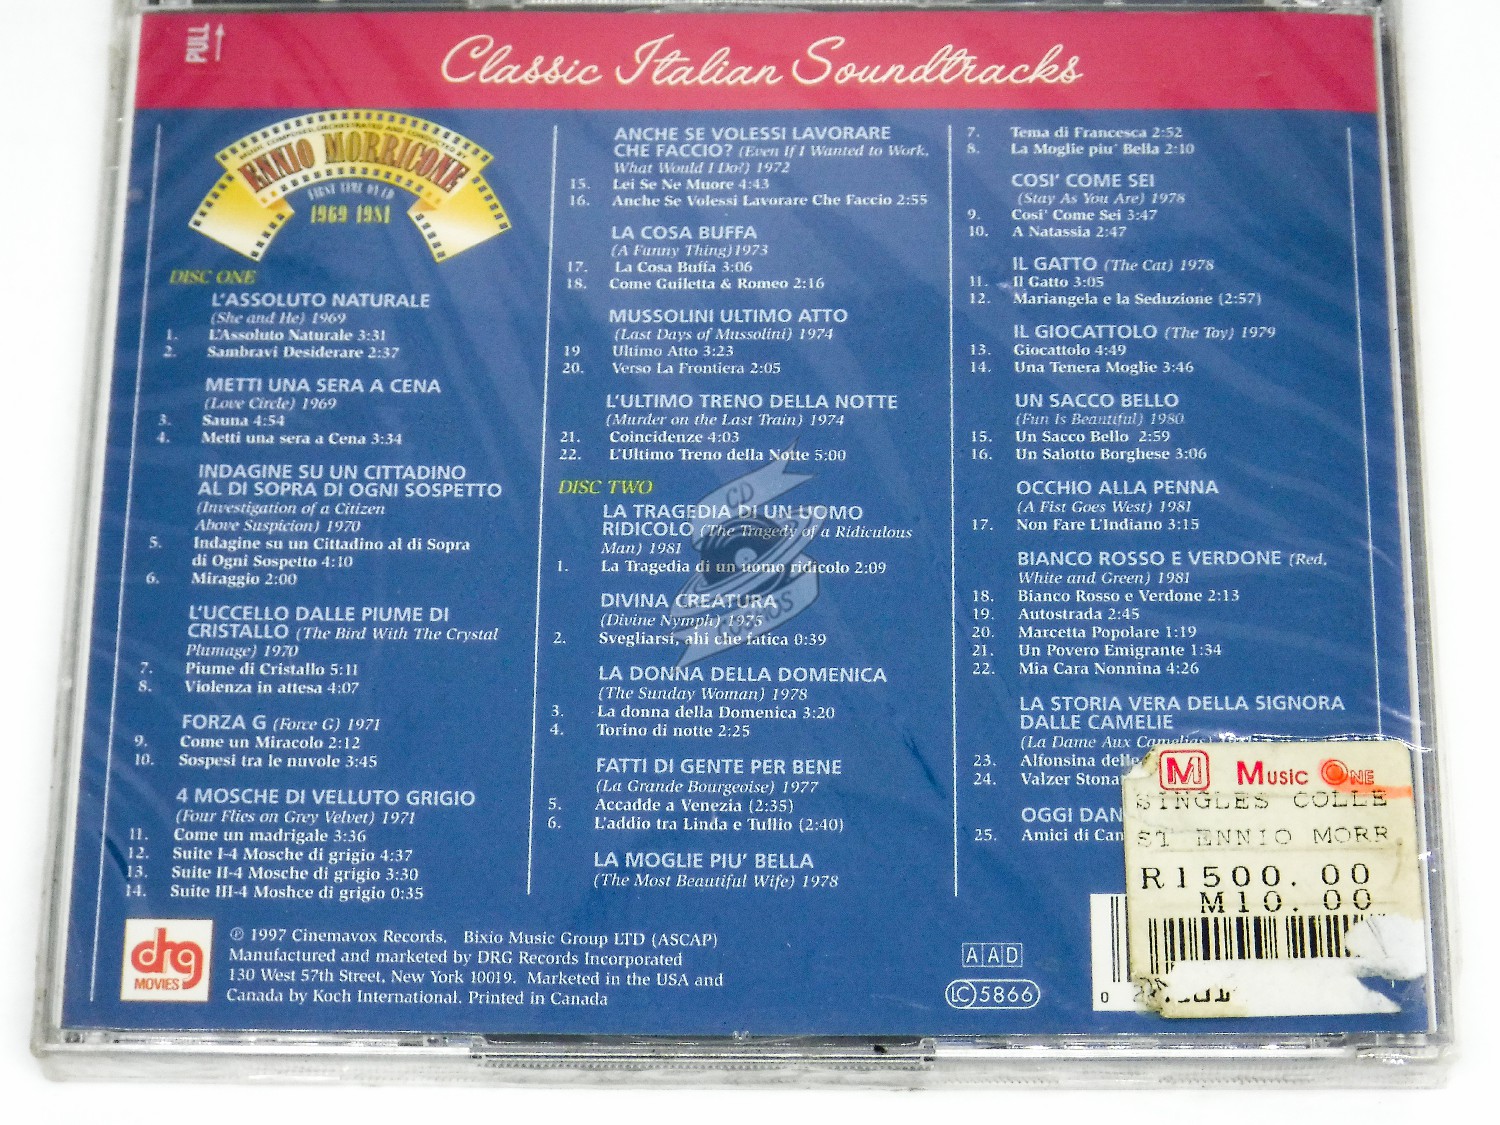 PULL
Classic Italian Soundtracks
MUSIC COMPOSED, ORCHESTRATED AND CONDUCTED BY
ENNIO MORRICONE
FIRST TIME ON CD
1969 1981
DISC ONE
L'ASSOLUTO NATURALE
(She and He) 1969
1. L'Assoluto Naturale 3:31
2. Sambravi Desiderare 2:37
METTI UNA SERA A CENA
(Love Circle) 1969
3. Sauna 4:54
4. Metti una sera a Cena 3:34
INDAGINE SU UN CITTADINO
AL DI SOPRA DI OGNI SOSPETTO
(Investigation of a Citizen
Above Suspicion) 1970
5. Indagine su un Cittadino al di Sopra
di Ogni Sospetto 4:10
6. Miraggio 2:00
L'UCCELLO DALLE PIUME DI
CRISTALLO (The Bird With The Crystal
Plumage) 1970
7. Piume di Cristallo 5:11
8. Violenza in attesa 4:07
FORZA G (Force G) 1971
9. Come un Miracolo 2:12
10. Sospesi tra le nuvole 3:45
4 MOSCHE DI VELLUTO GRIGIO
(Four Flies on Grey Velvet) 1971
11. Come un madrigale 3:36
12. Suite I-4 Mosche di grigio 4:37
13. Suite II-4 Mosche di grigio 3:30
14. Suite III-4 Moshce di grigio 0:35
ANCHE SE VOLESSI LAVORARE
CHE FACCIO? (Even If I Wanted to Work,
What Would I Do?) 1972
15. Lei Se Ne Muore 4:43
16. Anche Se Volessi Lavorare Che Faccio 2:55
LA COSA BUFFA
(A Funny Thing)1973
17. La Cosa Buffa 3:06
18. Come Guiletta & Romeo 2:16
MUSSOLINI ULTIMO ATTO
(Last Days of Mussolini) 1974
19 Ultimo Atto 3:23
20. Verso La Frontiera 2:05
L'ULTIMO TRENO DELLA NOTTE
(Murder on the Last Train) 1974
21. Coincidenze 4:03
22. L'Ultimo Treno della Notte 5:00
DISC TWO
LA TRAGEDIA DI UN UOMO
RIDICOLO (The Tragedy of a Ridiculous
Man) 1981
1. La Tragedia di un uomo ridicolo 2:09
DIVINA CREATURA
(Divine Nymph) 1975
2. Svegliarsi, ahi che fatica 0:39
LA DONNA DELLA DOMENICA
(The Sunday Woman) 1978
3. La donna della Domenica 3:20
4. Torino di notte 2:25
FATTI DI GENTE PER BENE
(La Grande Bourgeoise) 1977
5. Accadde a Venezia (2:35)
6. L'addio tra Linda e Tullio (2:40)
LA MOGLIE PIU' BELLA
(The Most Beautiful Wife) 1978
7. Tema di Francesca 2:52
8. La Moglie piu' Bella 2:10
COSI' COME SEI
(Stay As You Are) 1978
9. Cosi' Come Sei 3:47
10. A Natassia 2:47
IL GATTO (The Cat) 1978
11. Il Gatto 3:05
12. Mariangela e la Seduzione (2:57)
IL GIOCATTOLO (The Toy) 1979
13. Giocattolo 4:49
14. Una Tenera Moglie 3:46
UN SACCO BELLO
(Fun Is Beautiful) 1980
15. Un Sacco Bello 2:59
16. Un Salotto Borghese 3:06
OCCHIO ALLA PENNA
(A Fist Goes West) 1981
17. Non Fare L'Indiano 3:15
BIANCO ROSSO E VERDONE (Red,
White and Green) 1981
18. Bianco Rosso e Verdone 2:13
19. Autostrada 2:45
20. Marcetta Popolare 1:19
21. Un Povero Emigrante 1:34
22. Mia Cara Nonnina 4:26
LA STORIA VERA DELLA SIGNORA
DALLE CAMELIE
(La Dame Aux Camelias)
23. Alfonsina delle
24. Valzer Stona
OGGI DAN
25. Amici di Can
M Music One
SINGLES COLLE
ST ENNIO MORR
R1500.00
M10.00
drg
MOVIES
℗ 1997 Cinemavox Records. Bixio Music Group LTD (ASCAP)
Manufactured and marketed by DRG Records Incorporated
130 West 57th Street, New York 10019. Marketed in the USA and
Canada by Koch International. Printed in Canada
AAD
LC 5866
0
CD